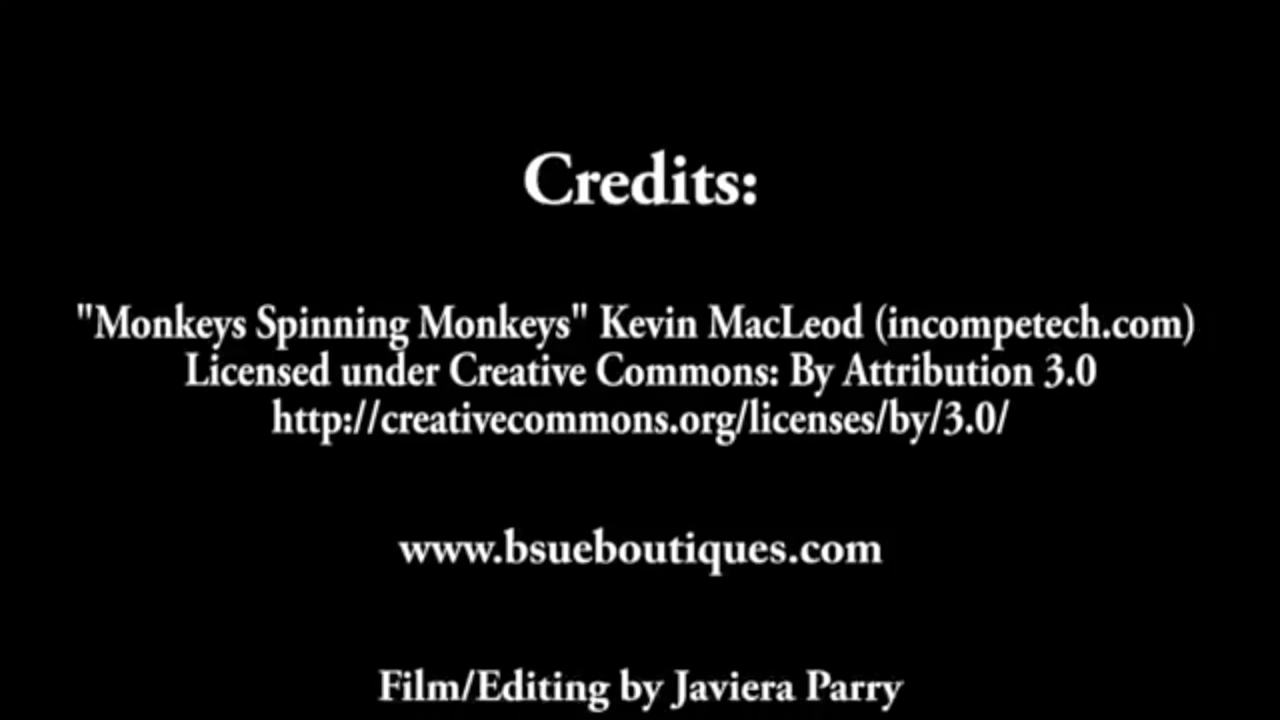 Credits:
"Monkeys Spinning Monkeys" Kevin MacLeod (incompetech.com)
Licensed under Creative Commons: By Attribution 3.0
http://creativecommons.org/licenses/by/3.0/
www.bsueboutiques.com
Film/Editing by Javiera Parry